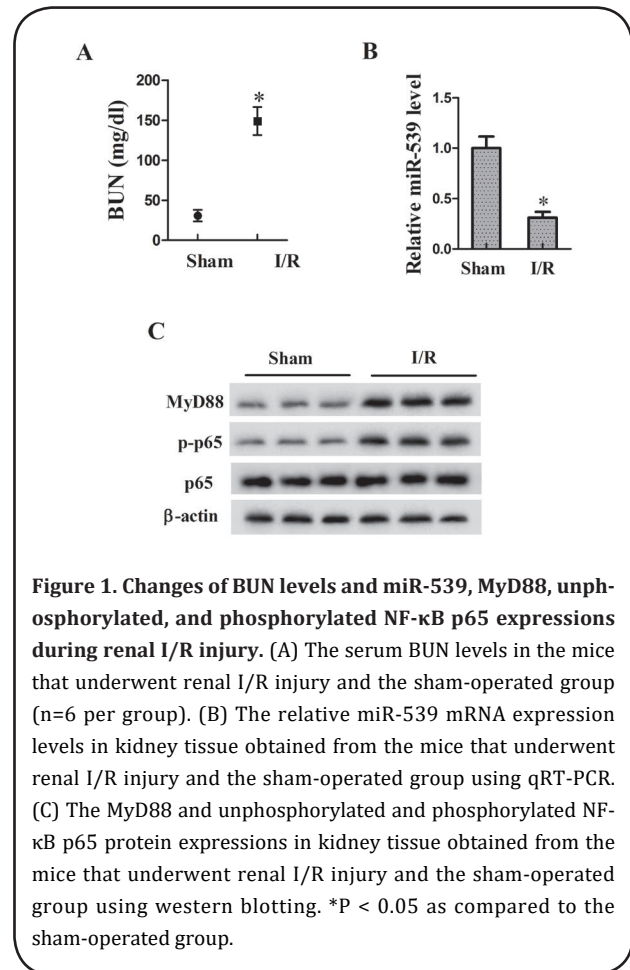 A
B
BUN (mg/dl)
200
150
100
50
0
*
Sham I/R
Relative miR-539 level
1.5
1.0
0.5
0.0
*
Sham I/R
C
Sham I/R
MyD88
p-p65
p65
β-actin
Figure 1. Changes of BUN levels and miR-539, MyD88, unph-
osphorylated, and phosphorylated NF-κB p65 expressions
during renal I/R injury. (A) The serum BUN levels in the mice
that underwent renal I/R injury and the sham-operated group
(n=6 per group). (B) The relative miR-539 mRNA expression
levels in kidney tissue obtained from the mice that underwent
renal I/R injury and the sham-operated group using qRT-PCR.
(C) The MyD88 and unphosphorylated and phosphorylated NF-
κB p65 protein expressions in kidney tissue obtained from the
mice that underwent renal I/R injury and the sham-operated
group using western blotting. *P < 0.05 as compared to the
sham-operated group.